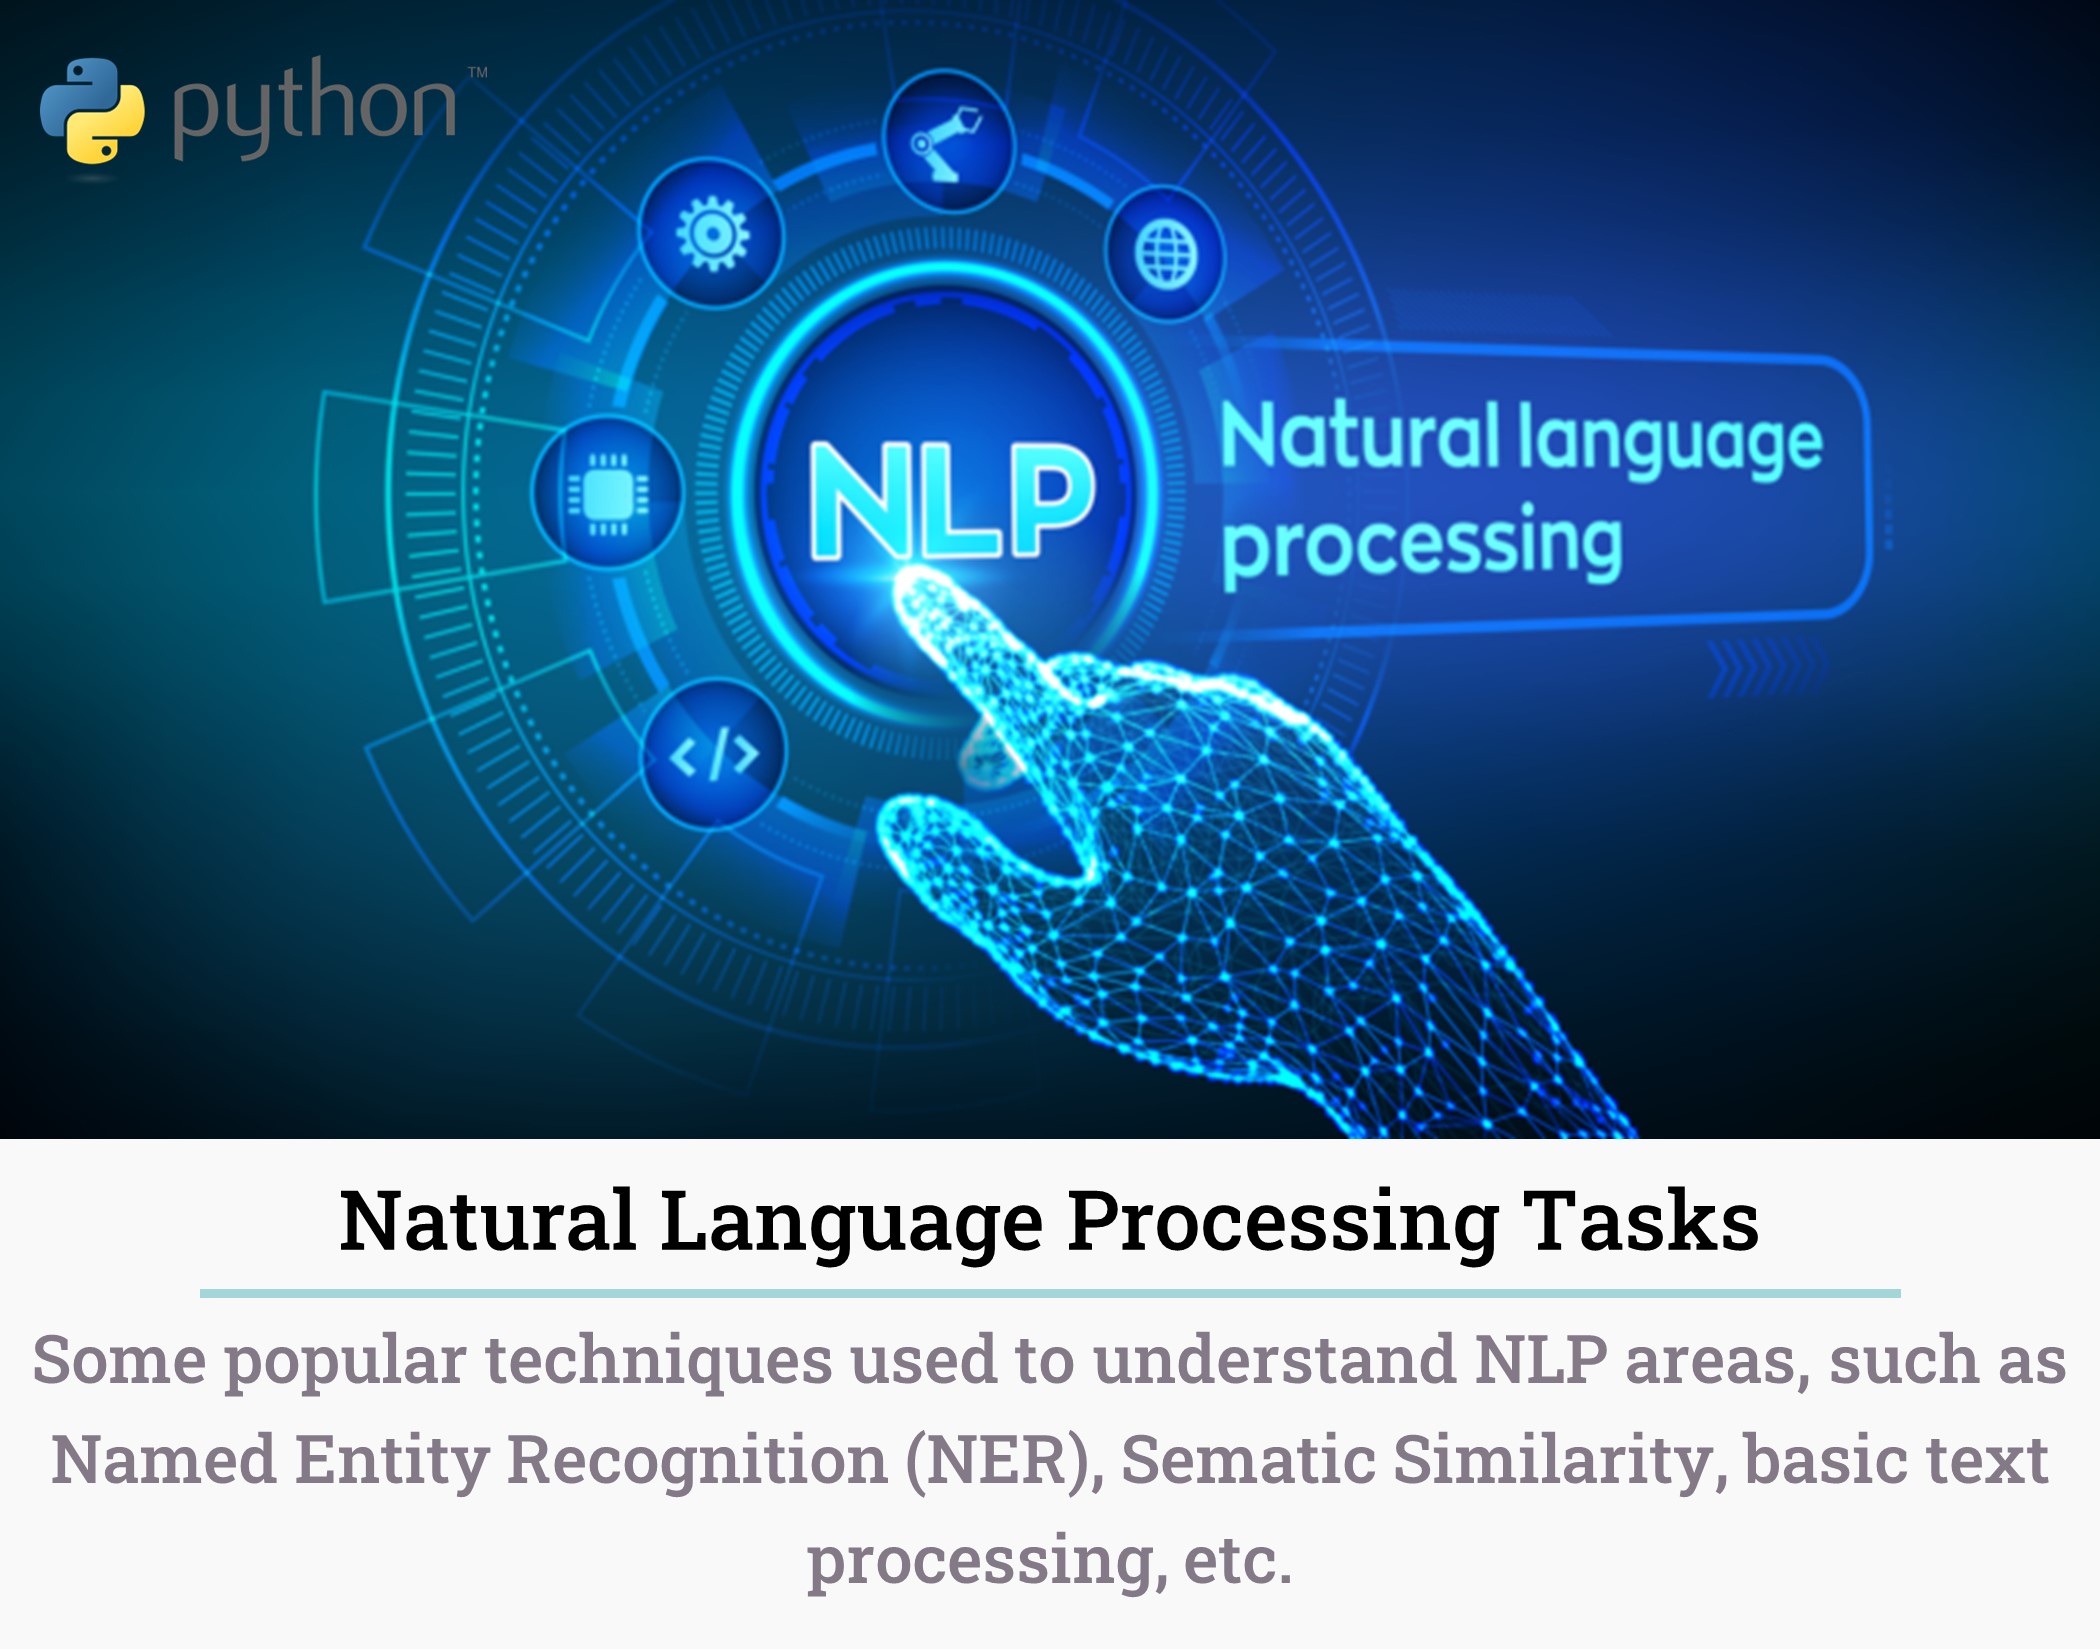 python™
NLP
Natural language
processing
</>
Natural Language Processing Tasks
Some popular techniques used to understand NLP areas, such as
Named Entity Recognition (NER), Sematic Similarity, basic text
processing, etc.